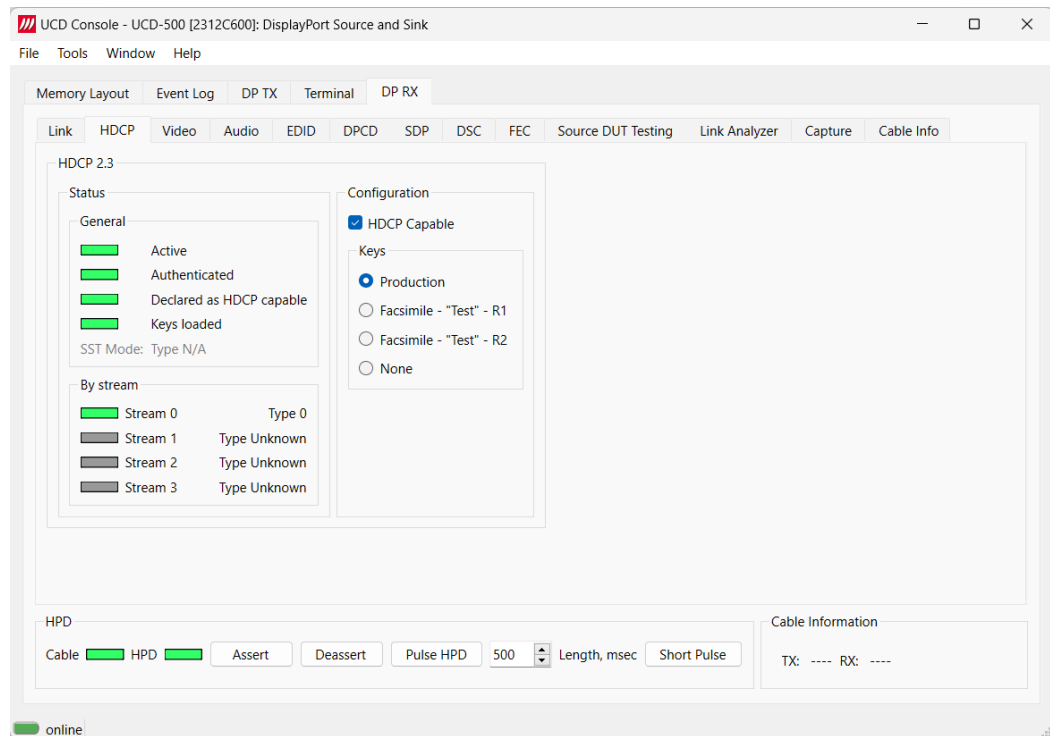 UCD Console - UCD-500 [2312C600]: DisplayPort Source and Sink
File Tools Window Help
Memory Layout Event Log DP TX Terminal DP RX
Link HDCP Video Audio EDID DPCD SDP DSC FEC Source DUT Testing Link Analyzer Capture Cable Info
HDCP 2.3
Status
General
Active
Authenticated
Declared as HDCP capable
Keys loaded
SST Mode: Type N/A
By stream
Stream 0 Type 0
Stream 1 Type Unknown
Stream 2 Type Unknown
Stream 3 Type Unknown
Configuration
HDCP Capable
Keys
Production
Facsimile - "Test" - R1
Facsimile - "Test" - R2
None
HPD
Cable HPD Assert Deassert Pulse HPD 500 Length, msec Short Pulse
Cable Information
TX: ---- RX: ----
online